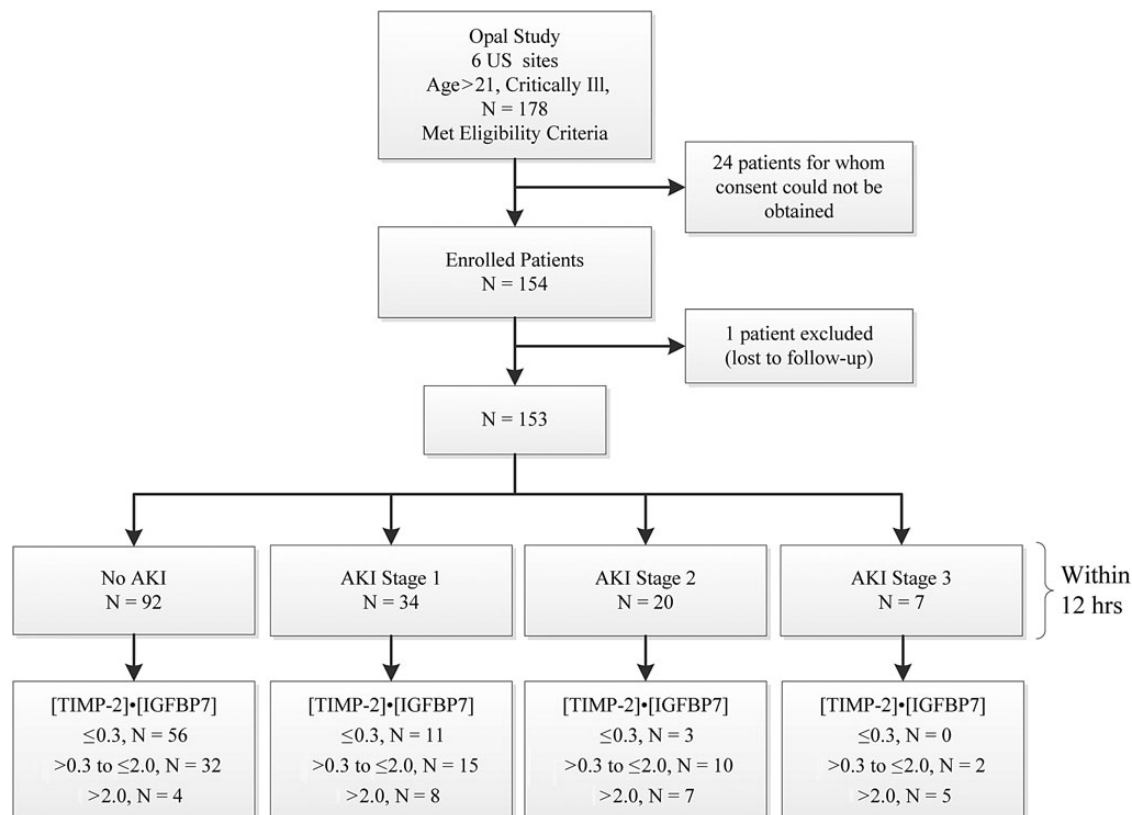 Opal Study
6 US sites
Age>21, Critically Ill,
N = 178
Met Eligibility Criteria
24 patients for whom
consent could not be
obtained
Enrolled Patients
N = 154
1 patient excluded
(lost to follow-up)
N = 153
No AKI
N = 92
AKI Stage 1
N = 34
AKI Stage 2
N = 20
AKI Stage 3
N = 7
Within
12 hrs
[TIMP-2]•[IGFBP7]
≤0.3, N = 56
>0.3 to ≤2.0, N = 32
>2.0, N = 4
[TIMP-2]•[IGFBP7]
≤0.3, N = 11
>0.3 to ≤2.0, N = 15
>2.0, N = 8
[TIMP-2]•[IGFBP7]
≤0.3, N = 3
>0.3 to ≤2.0, N = 10
>2.0, N = 7
[TIMP-2]•[IGFBP7]
≤0.3, N = 0
>0.3 to ≤2.0, N = 2
>2.0, N = 5